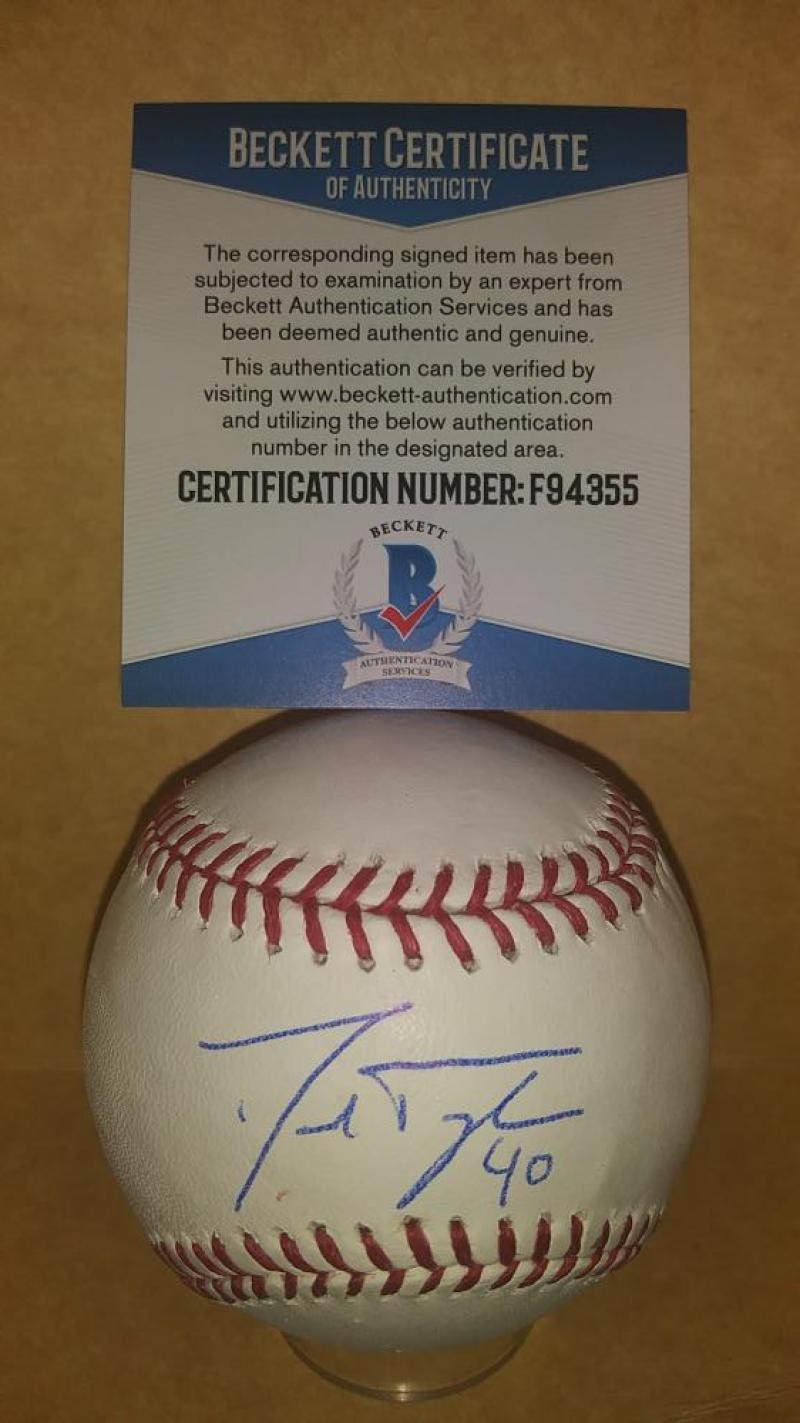 BECKETT CERTIFICATE
OF AUTHENTICITY
The corresponding signed item has been
subjected to examination by an expert from
Beckett Authentication Services and has
been deemed authentic and genuine.
This authentication can be verified by
visiting www.beckett-authentication.com
and utilizing the below authentication
number in the designated area.
CERTIFICATION NUMBER: F94355
BECKETT
B
AUTHENTICATION
SERVICES
40